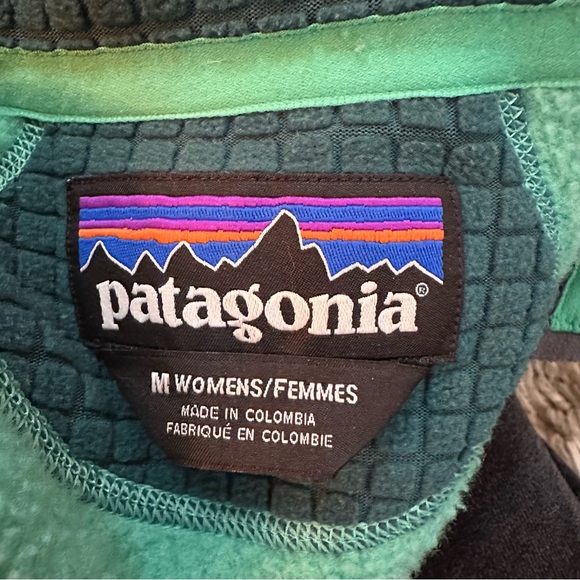 patagonia®
M WOMENS/FEMMES
MADE IN COLOMBIA
FABRIQUÉ EN COLOMBIE